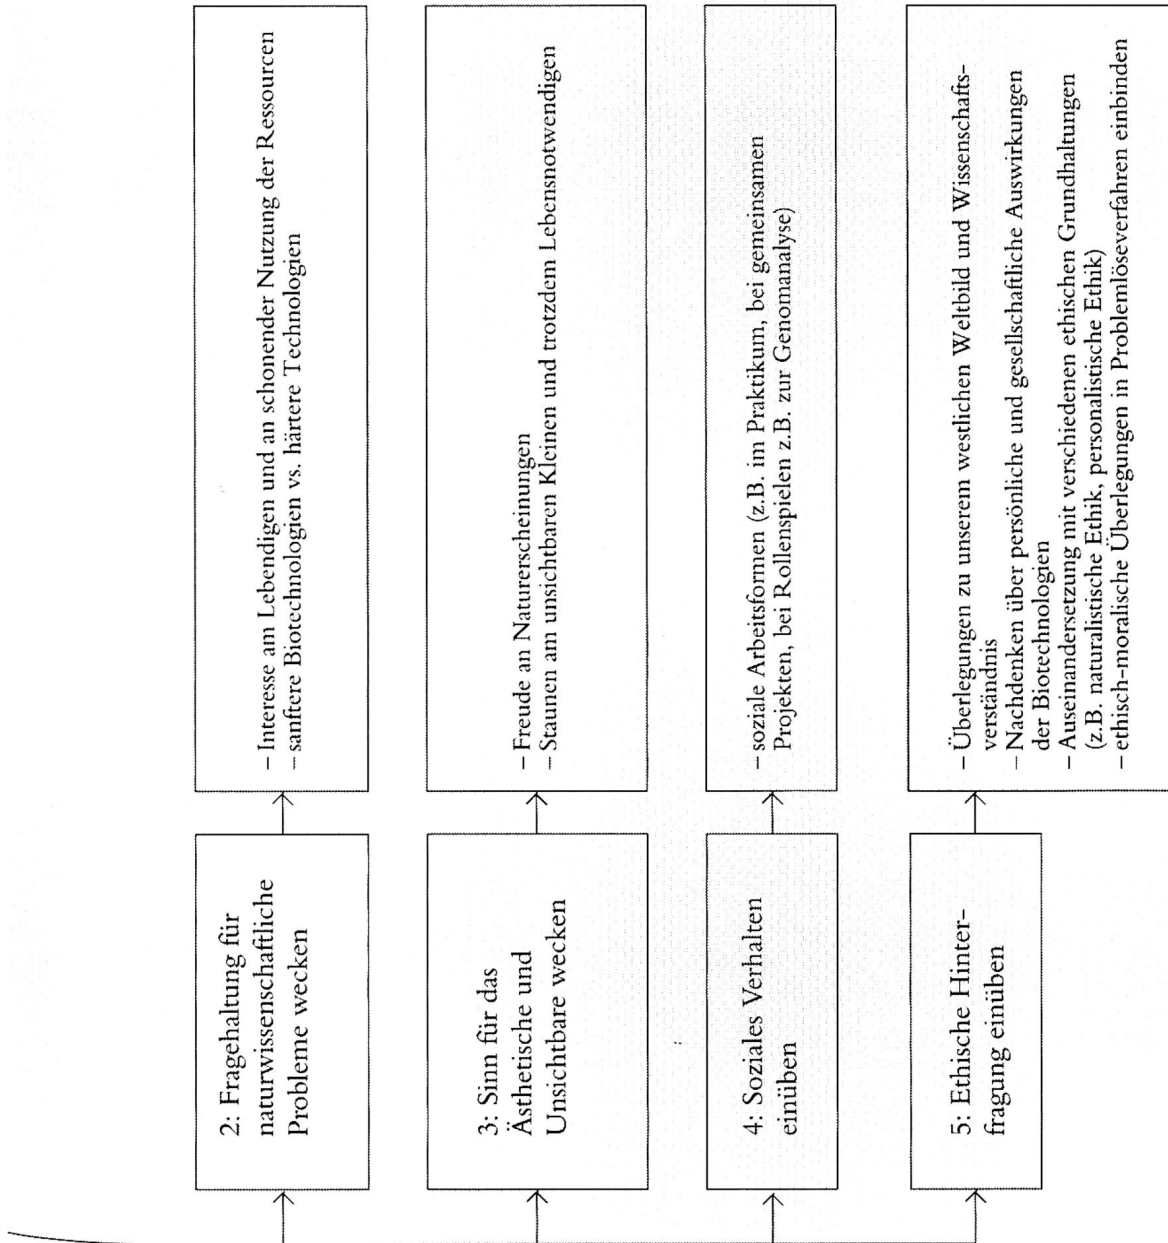 2: Fragehaltung für
naturwissenschaftliche
Probleme wecken
– Interesse am Lebendigen und an schonender Nutzung der Ressourcen
– sanftere Biotechnologien vs. härtere Technologien
3: Sinn für das
Ästhetische und
Unsichtbare wecken
– Freude an Naturerscheinungen
– Staunen am unsichtbaren Kleinen und trotzdem Lebensnotwendigen
4: Soziales Verhalten
einüben
– soziale Arbeitsformen (z.B. im Praktikum, bei gemeinsamen
Projekten, bei Rollenspielen z.B. zur Genomanalyse)
5: Ethische Hinter-
fragung einüben
– Überlegungen zu unserem westlichen Weltbild und Wissenschafts-
verständnis
– Nachdenken über persönliche und gesellschaftliche Auswirkungen
der Biotechnologien
– Auseinandersetzung mit verschiedenen ethischen Grundhaltungen
(z.B. naturalistische Ethik, personalistische Ethik)
– ethisch-moralische Überlegungen in Problemlöseverfahren einbinden